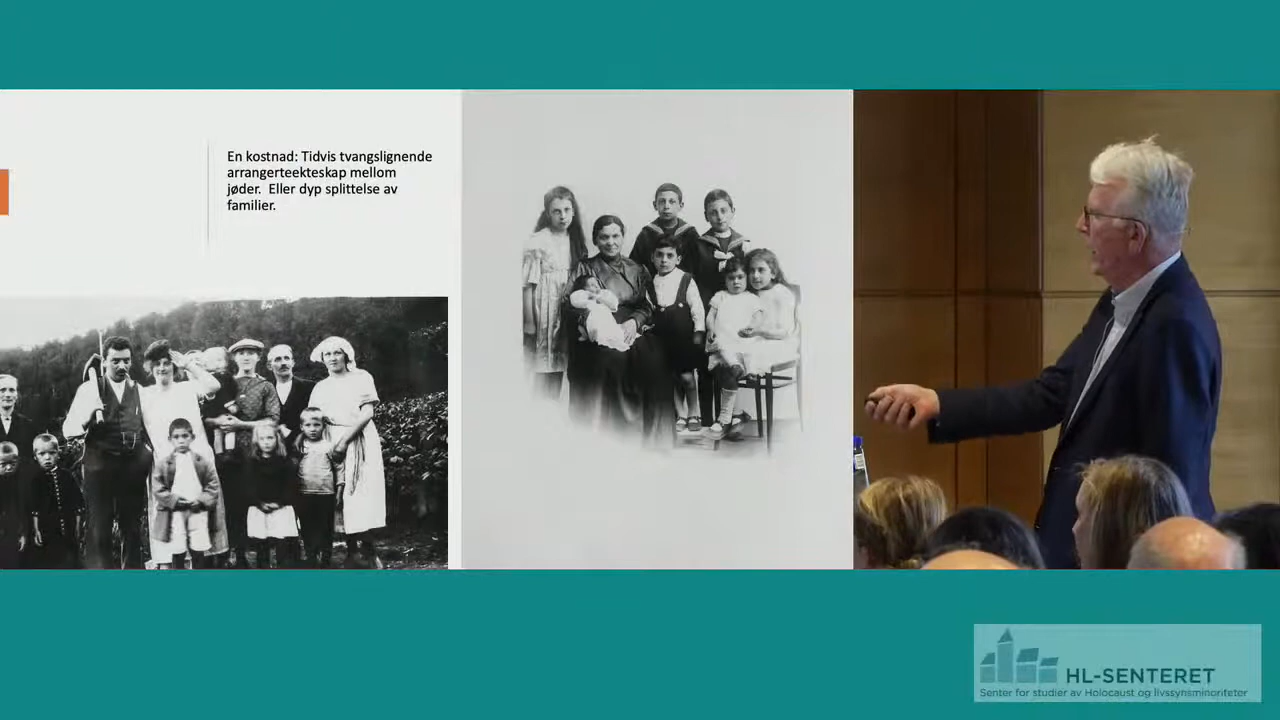 En kostnad: Tidvis tvangslignende
arrangerteekteskap mellom
jøder.  Eller dyp splittelse av
familier.
HL-SENTERET
Senter for studier av Holocaust og livssynsminoriteter